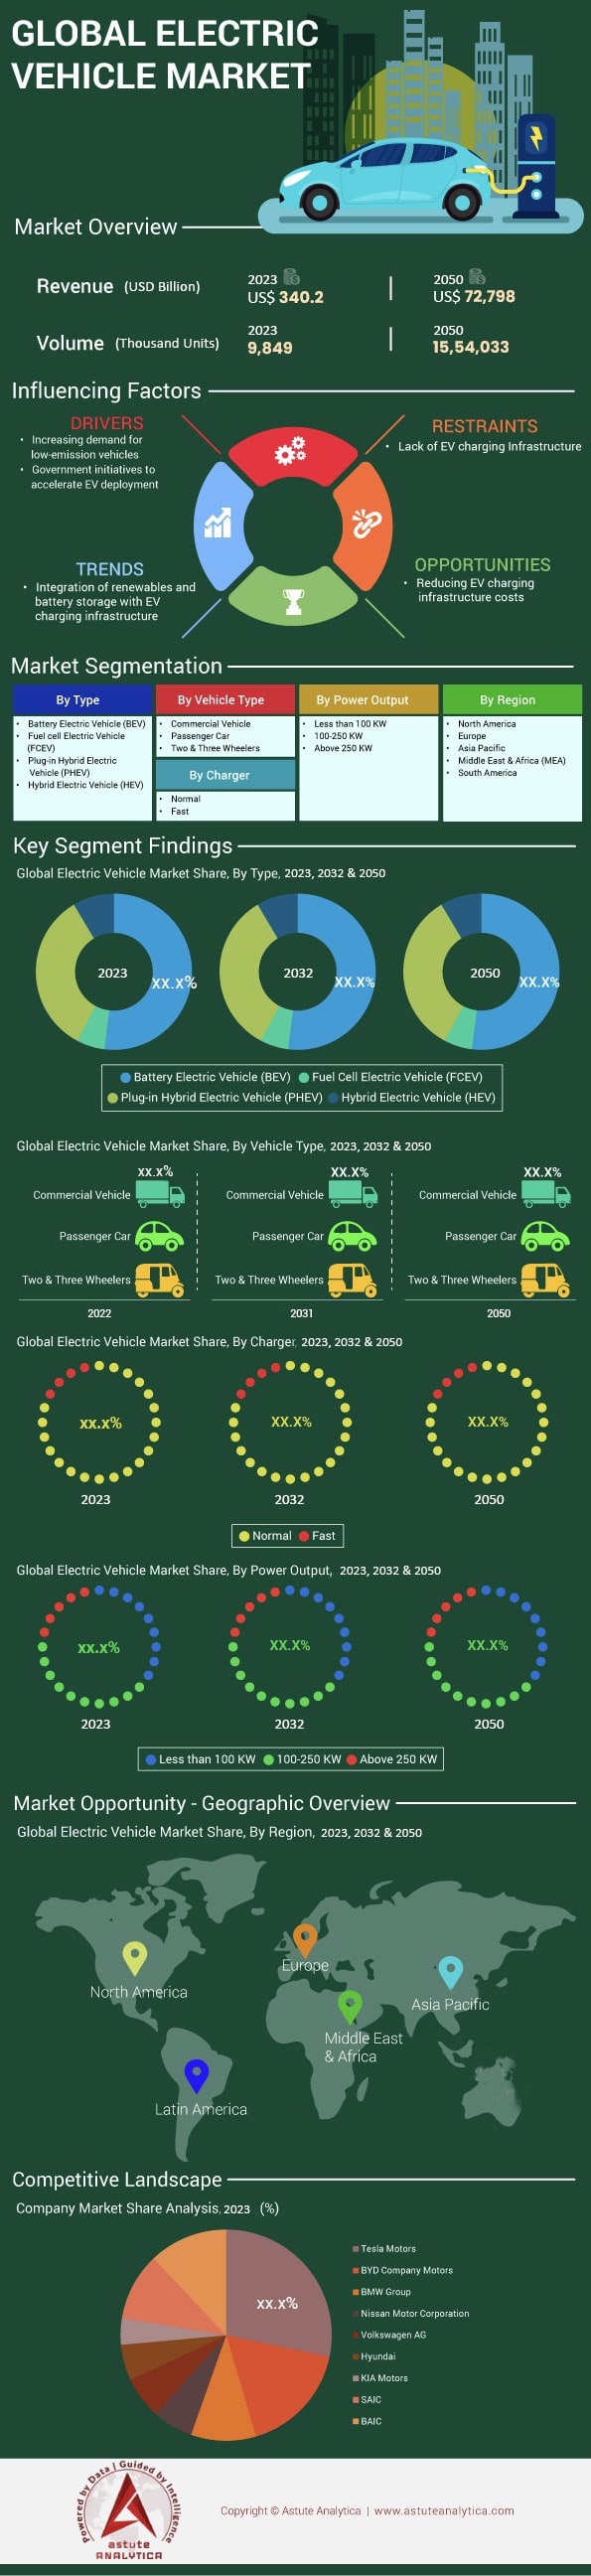 GLOBAL ELECTRIC
VEHICLE MARKET
Market Overview
Revenue (USD Billion)
2023
US$ 340.2
2050
US$ 72,798
Volume (Thousand Units)
2023
9,849
2050
15,54,033
Influencing Factors
DRIVERS
• Increasing demand for
low-emission vehicles
• Government initiatives to
accelerate EV deployment
RESTRAINTS
• Lack of EV charging Infrastructure
TRENDS
• Integration of renewables and
battery storage with EV
charging infrastructure
OPPORTUNITIES
• Reducing EV charging
infrastructure costs
Market Segmentation
By Type
• Battery Electric Vehicle (BEV)
• Fuel cell Electric Vehicle
(FCEV)
• Plug-in Hybrid Electric
Vehicle (PHEV)
• Hybrid Electric Vehicle (HEV)
By Vehicle Type
• Commercial Vehicle
• Passenger Car
• Two & Three Wheelers
By Charger
• Normal
• Fast
By Power Output
• Less than 100 KW
• 100-250 KW
• Above 250 KW
By Region
• North America
• Europe
• Asia Pacific
• Middle East & Africa (MEA)
• South America
Key Segment Findings
Global Electric Vehicle Market Share, By Type, 2023, 2032 & 2050
2023
xx.x%
2032
XX.X%
2050
XX.X%
Battery Electric Vehicle (BEV) Fuel Cell Electric Vehicle (FCEV)
Plug-in Hybrid Electric Vehicle (PHEV) Hybrid Electric Vehicle (HEV)
Global Electric Vehicle Market Share, By Vehicle Type, 2023, 2032 & 2050
xx.x%
Commercial Vehicle
Passenger Car
Two & Three Wheelers
2022
XX.X%
Commercial Vehicle
Passenger Car
Two & Three Wheelers
2031
XX.X%
Commercial Vehicle
Passenger Car
Two & Three Wheelers
2050
Global Electric Vehicle Market Share, By Charger, 2023, 2032 & 2050
xx.x%
XX.X%
XX.X%
2023
2032
2050
Normal Fast
Global Electric Vehicle Market Share, By Power Output, 2023, 2032 & 2050
xx.x%
XX.X%
XX.X%
2023
2032
2050
Less than 100 KW 100-250 KW Above 250 KW
Market Opportunity - Geographic Overview
Global Electric Vehicle Market Share, By Region, 2023, 2032 & 2050
Europe
North America
Asia Pacific
Middle East
& Africa
Latin America
Competitive Landscape
Company Market Share Analysis, 2023 (%)
xx.x%
Tesla Motors
BYD Company Motors
BMW Group
Nissan Motor Corporation
Volkswagen AG
Hyundai
KIA Motors
SAIC
BAIC
Powered by Data | Guided by Intelligence
astute
ANALYTICA
Copyright © Astute Analytica | www.astuteanalytica.com